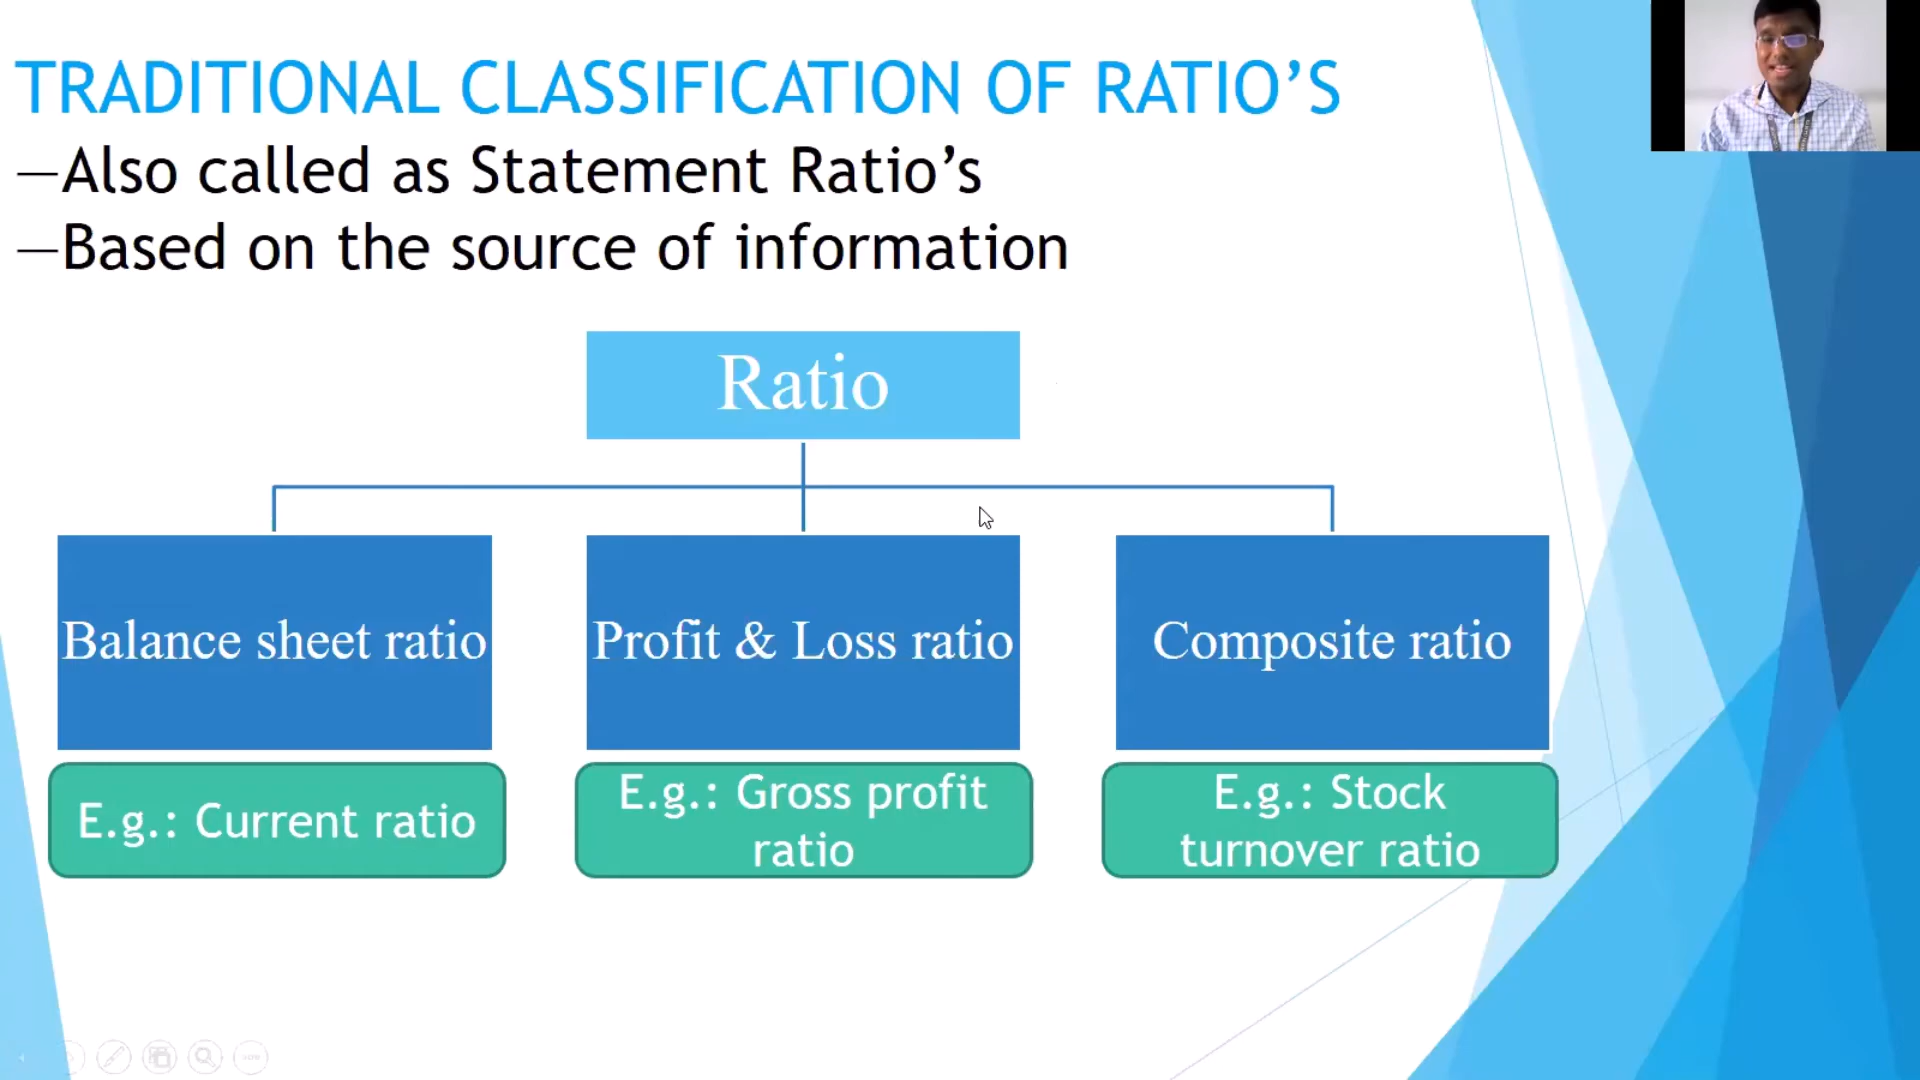 TRADITIONAL CLASSIFICATION OF RATIO’S
—Also called as Statement Ratio’s
—Based on the source of information
Ratio
Balance sheet ratio
Profit & Loss ratio
Composite ratio
E.g.: Current ratio
E.g.: Gross profit
ratio
E.g.: Stock
turnover ratio